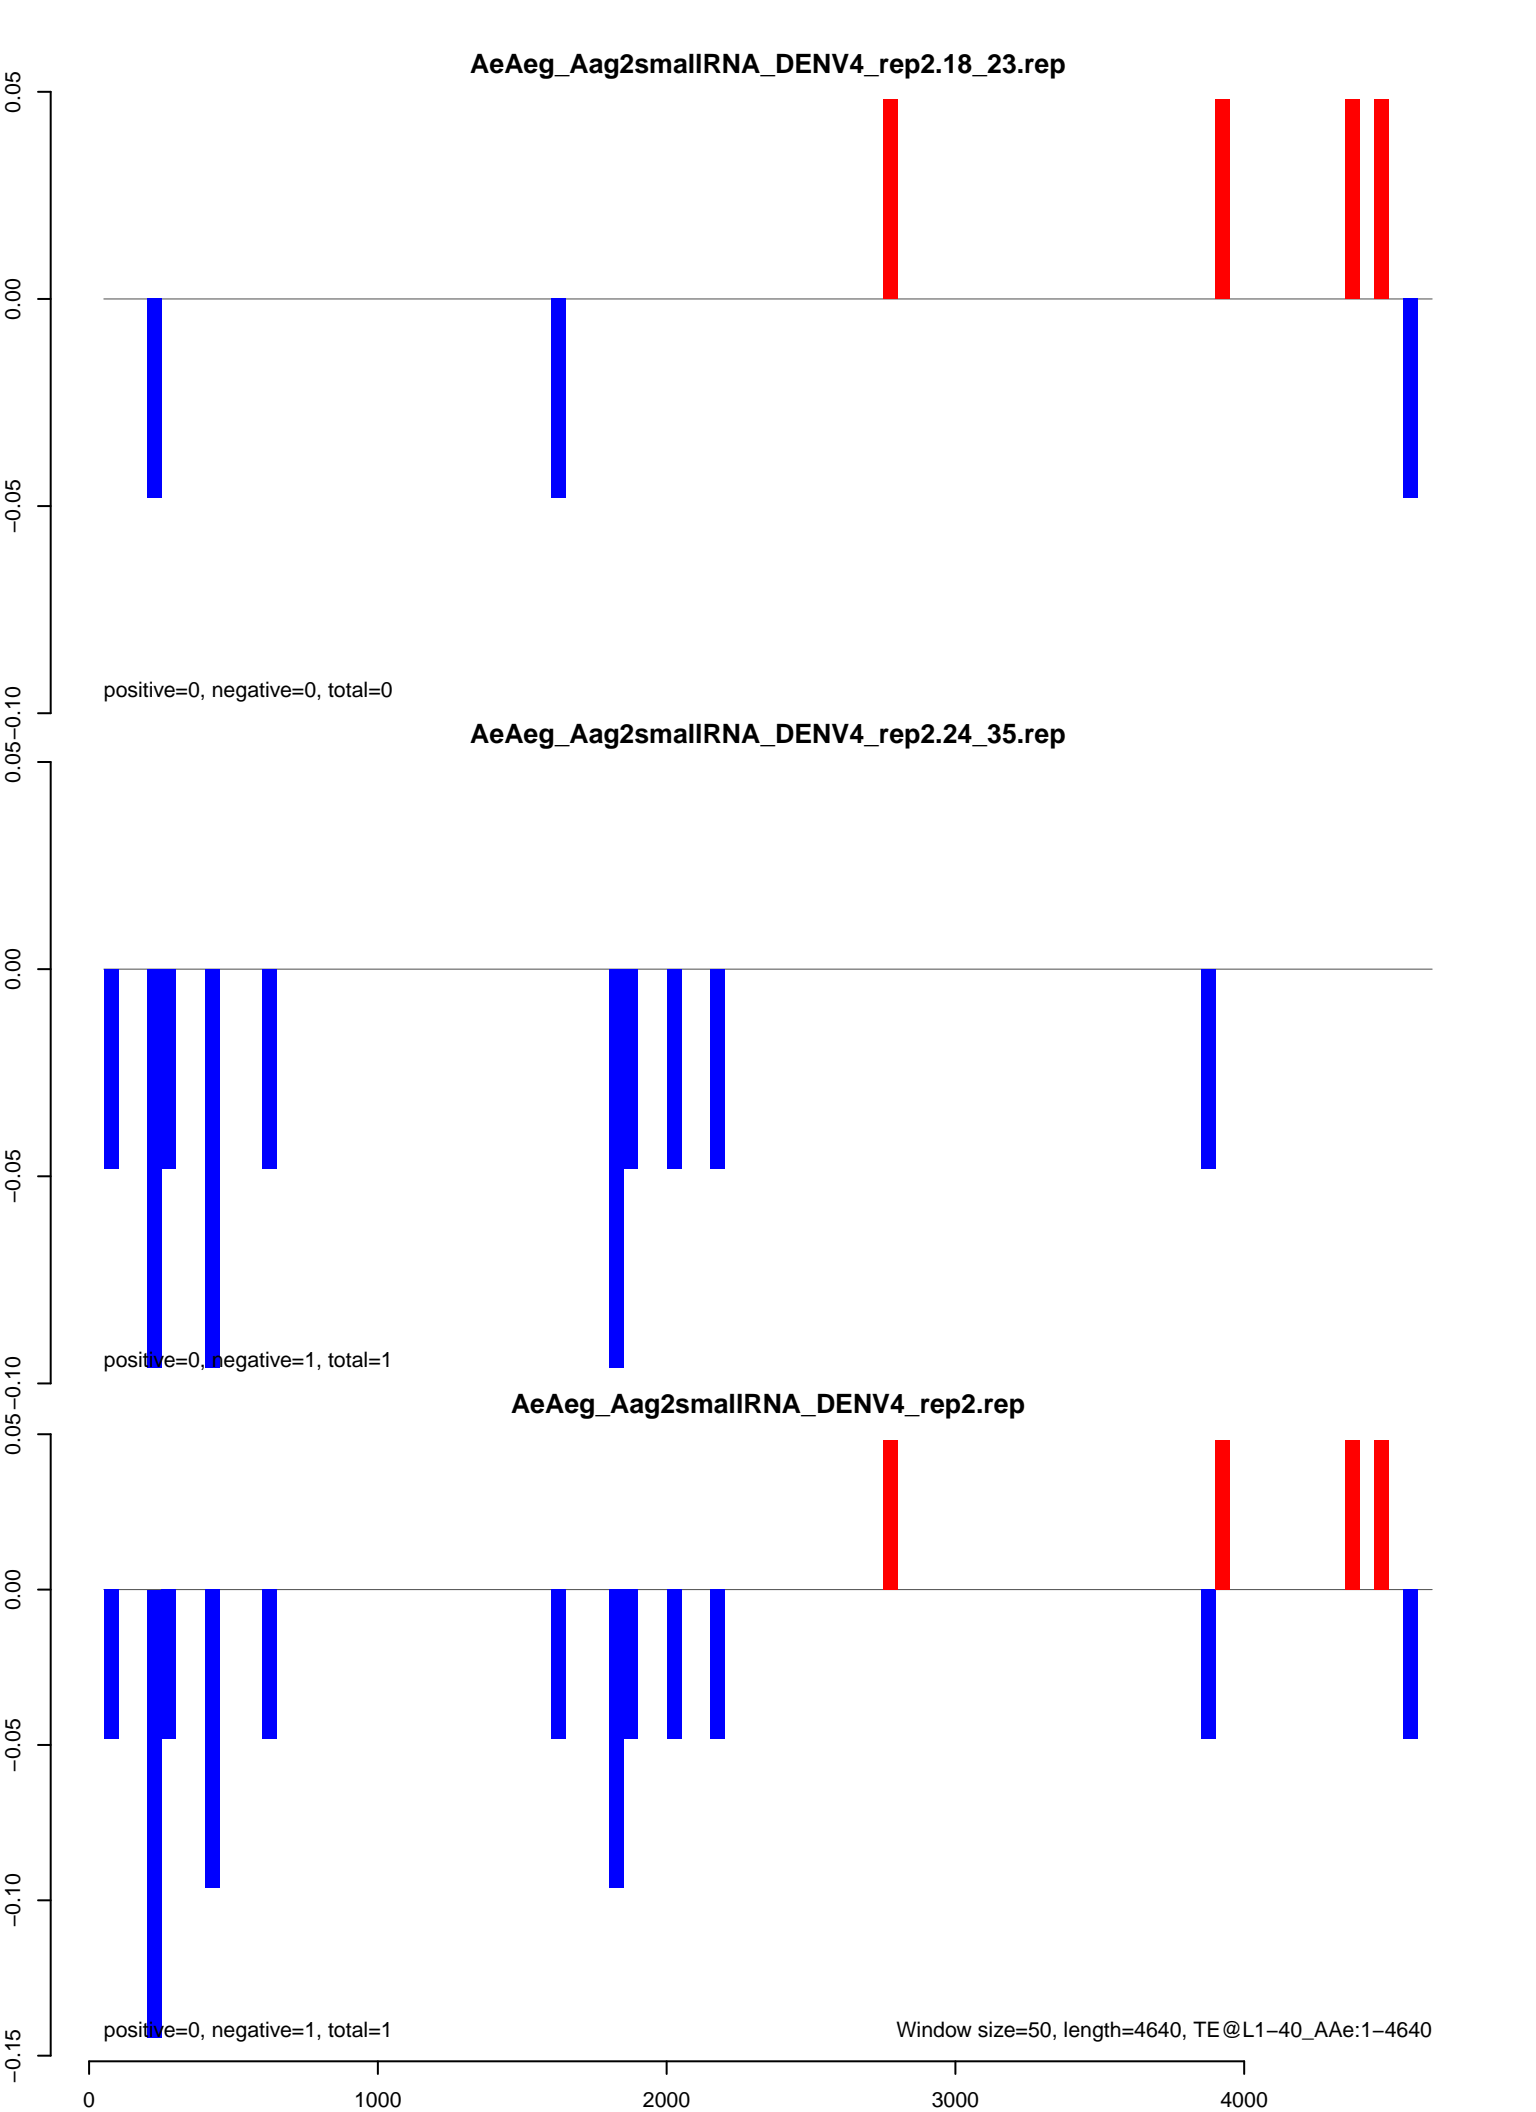 AeAeg_Aag2smallRNA_DENV4_rep2.18_23.rep
0.05
0.00
−0.05
−0.10
positive=0, negative=0, total=0
AeAeg_Aag2smallRNA_DENV4_rep2.24_35.rep
0.05
0.00
−0.05
−0.10
positive=0, negative=1, total=1
AeAeg_Aag2smallRNA_DENV4_rep2.rep
0.05
0.00
−0.05
−0.10
−0.15
positive=0, negative=1, total=1
Window size=50, length=4640, TE@L1−40_AAe:1−4640
0 1000 2000 3000 4000